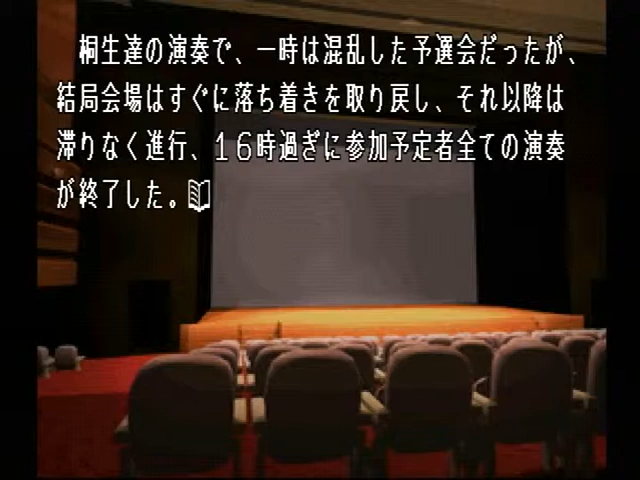 桐生達の演奏で、一時は混乱した予選会だったが、
結局会場はすぐに落ち着きを取り戻し、それ以降は
滞りなく進行、１６時過ぎに参加予定者全ての演奏
が終了した。